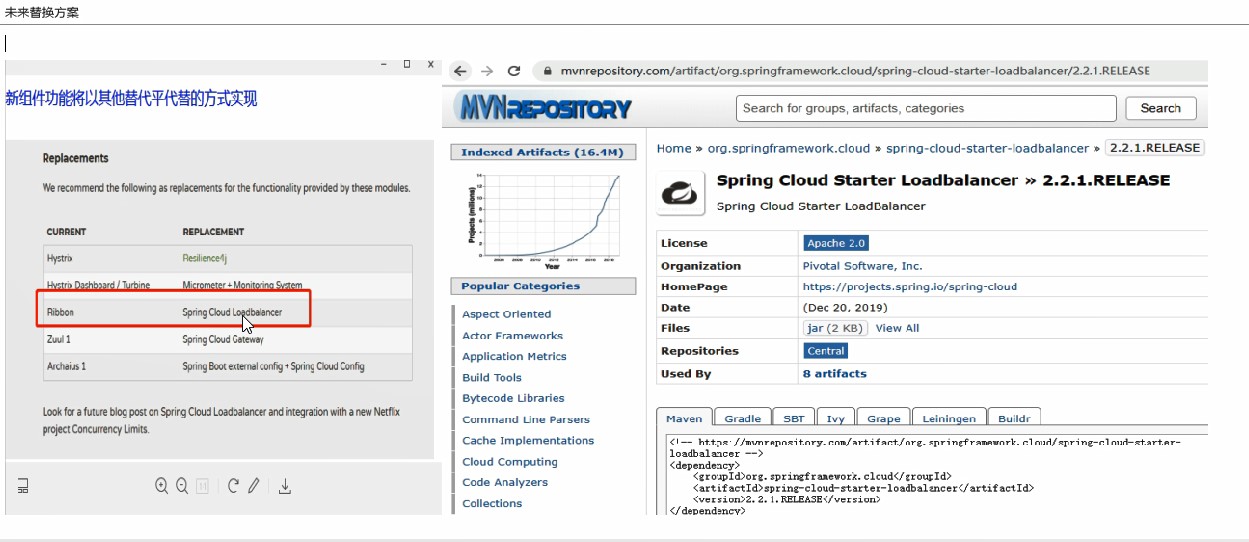 未来替换方案
新组件功能将以其他替代平代替的方式实现
Replacements
We recommend the following as replacements for the functionality provided by these modules.
CURRENT REPLACEMENT
Hystrix Resilience4j
Hystrix Dashboard / Turbine Micrometer + Monitoring System
Ribbon Spring Cloud Loadbalancer
Zuul 1 Spring Cloud Gateway
Archaius 1 Spring Boot external config + Spring Cloud Config
Look for a future blog post on Spring Cloud Loadbalancer and integration with a new Netflix
project Concurrency Limits.
mvnrepository.com/artifact/org.springframework.cloud/spring-cloud-starter-loadbalancer/2.2.1.RELEASE
MVNREPOSITORY
Search for groups, artifacts, categories
Search
Indexed Artifacts (16.4M)
Projects (millions)
Year
Popular Categories
Aspect Oriented
Actor Frameworks
Application Metrics
Build Tools
Bytecode Libraries
Command Line Parsers
Cache Implementations
Cloud Computing
Code Analyzers
Collections
Home » org.springframework.cloud » spring-cloud-starter-loadbalancer » 2.2.1.RELEASE
Spring Cloud Starter Loadbalancer » 2.2.1.RELEASE
Spring Cloud Starter LoadBalancer
License Apache 2.0
Organization Pivotal Software, Inc.
HomePage https://projects.spring.io/spring-cloud
Date (Dec 20, 2019)
Files jar (2 KB) View All
Repositories Central
Used By 8 artifacts
Maven Gradle SBT Ivy Grape Leiningen Buildr
<!-- https://mvnrepository.com/artifact/org.springframework.cloud/spring-cloud-starter-
loadbalancer -->
<dependency>
<groupId>org.springframework.cloud</groupId>
<artifactId>spring-cloud-starter-loadbalancer</artifactId>
<version>2.2.1.RELEASE</version>
</dependency>